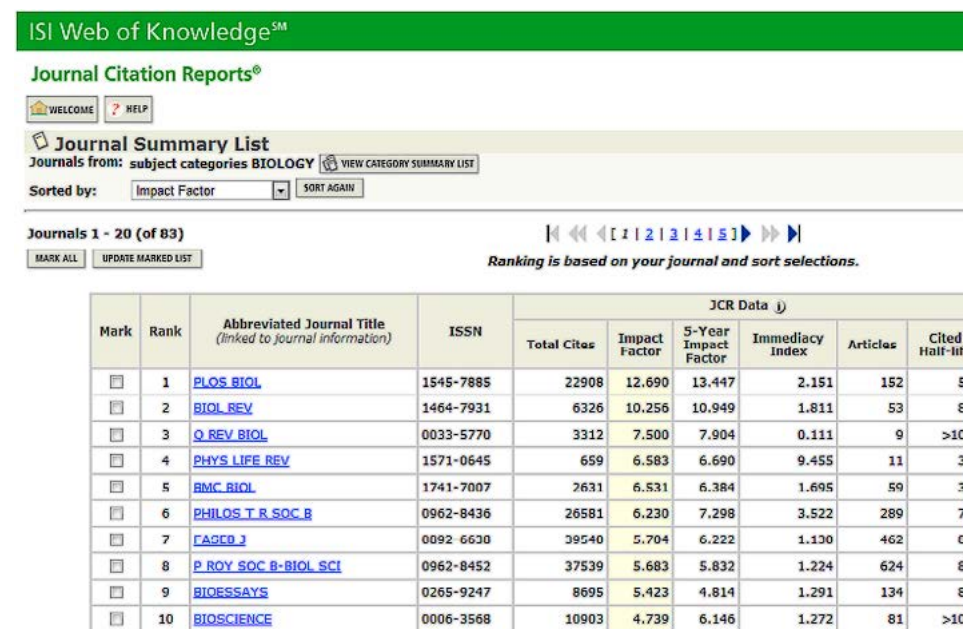 ISI Web of Knowledge℠
Journal Citation Reports®
WELCOME ? HELP
Journal Summary List
Journals from: subject categories BIOLOGY VIEW CATEGORY SUMMARY LIST
Sorted by: Impact Factor SORT AGAIN
Journals 1 - 20 (of 83)
[ 1 | 2 | 3 | 4 | 5 ]
MARK ALL UPDATE MARKED LIST
Ranking is based on your journal and sort selections.
JCR Data i
Mark Rank Abbreviated Journal Title (linked to journal information) ISSN Total Cites Impact Factor 5-Year Impact Factor Immediacy Index Articles Cited
1 PLOS BIOL 1545-7885 22908 12.690 13.447 2.151 152
2 BIOL REV 1464-7931 6326 10.256 10.949 1.811 53
3 Q REV BIOL 0033-5770 3312 7.500 7.904 0.111 9 >10
4 PHYS LIFE REV 1571-0645 659 6.583 6.690 9.455 11
5 BMC BIOL 1741-7007 2631 6.531 6.384 1.695 59
6 PHILOS T R SOC B 0962-8436 26581 6.230 7.298 3.522 289
7 FASEB J 0892-6638 39540 5.704 6.222 1.130 462
8 P ROY SOC B-BIOL SCI 0962-8452 37539 5.683 5.832 1.224 624
9 BIOESSAYS 0265-9247 8695 5.423 4.814 1.291 134
10 BIOSCIENCE 0006-3568 10903 4.739 6.146 1.272 81 >10